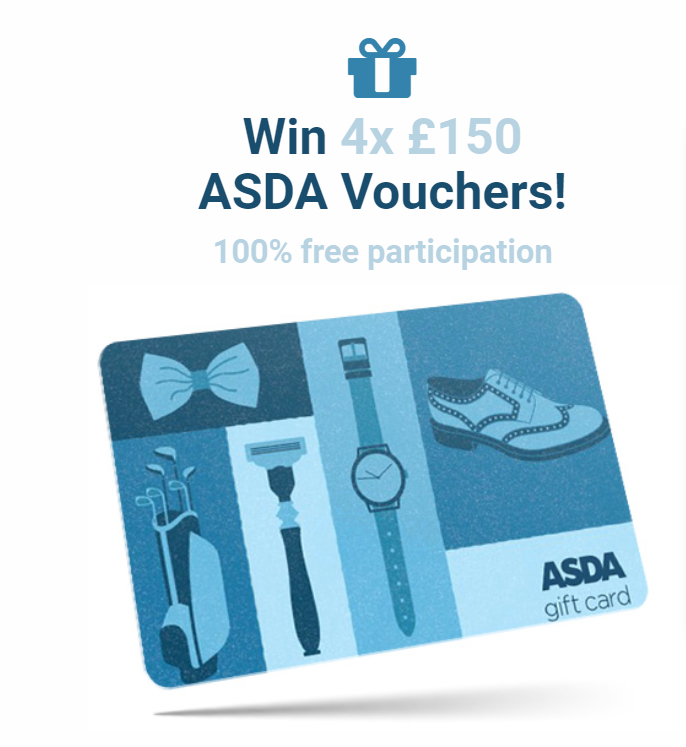 Win 4x £150
ASDA Vouchers!
100% free participation
ASDA
gift card